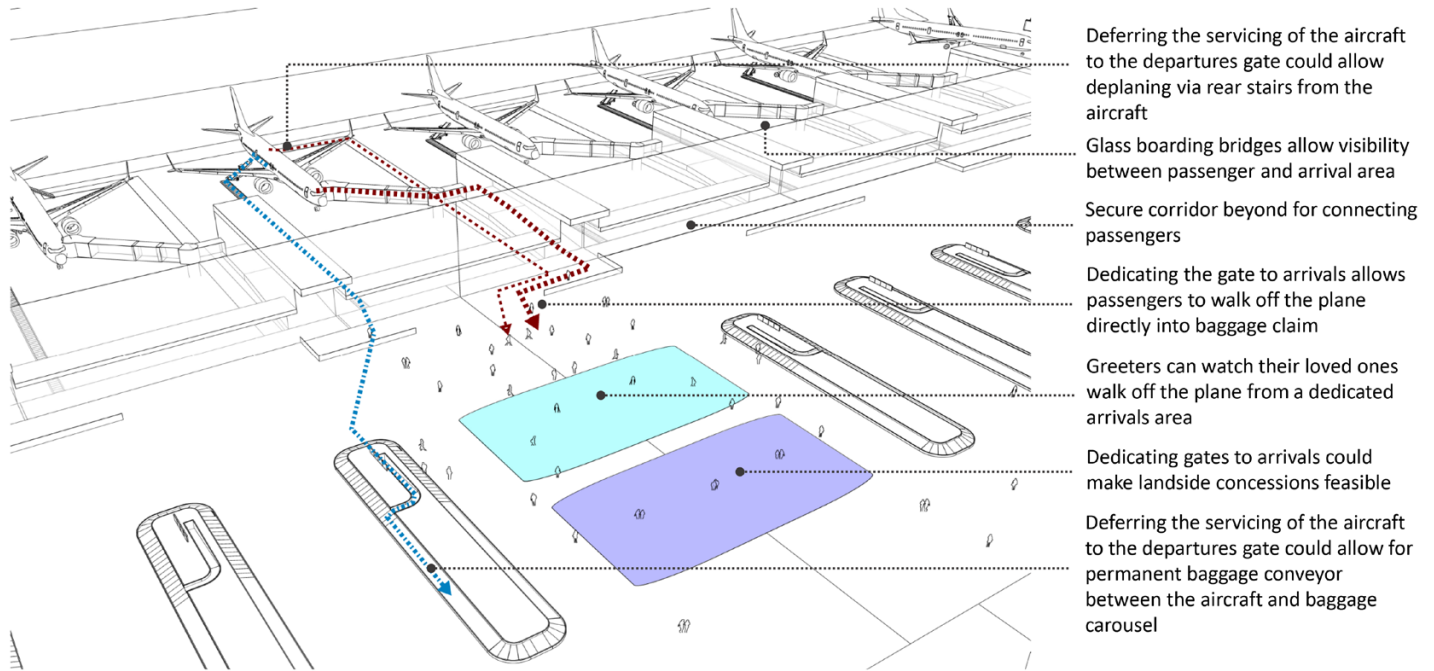 Deferring the servicing of the aircraft
to the departures gate could allow
deplaning via rear stairs from the
aircraft
Glass boarding bridges allow visibility
between passenger and arrival area
Secure corridor beyond for connecting
passengers
Dedicating the gate to arrivals allows
passengers to walk off the plane
directly into baggage claim
Greeters can watch their loved ones
walk off the plane from a dedicated
arrivals area
Dedicating gates to arrivals could
make landside concessions feasible
Deferring the servicing of the aircraft
to the departures gate could allow for
permanent baggage conveyor
between the aircraft and baggage
carousel